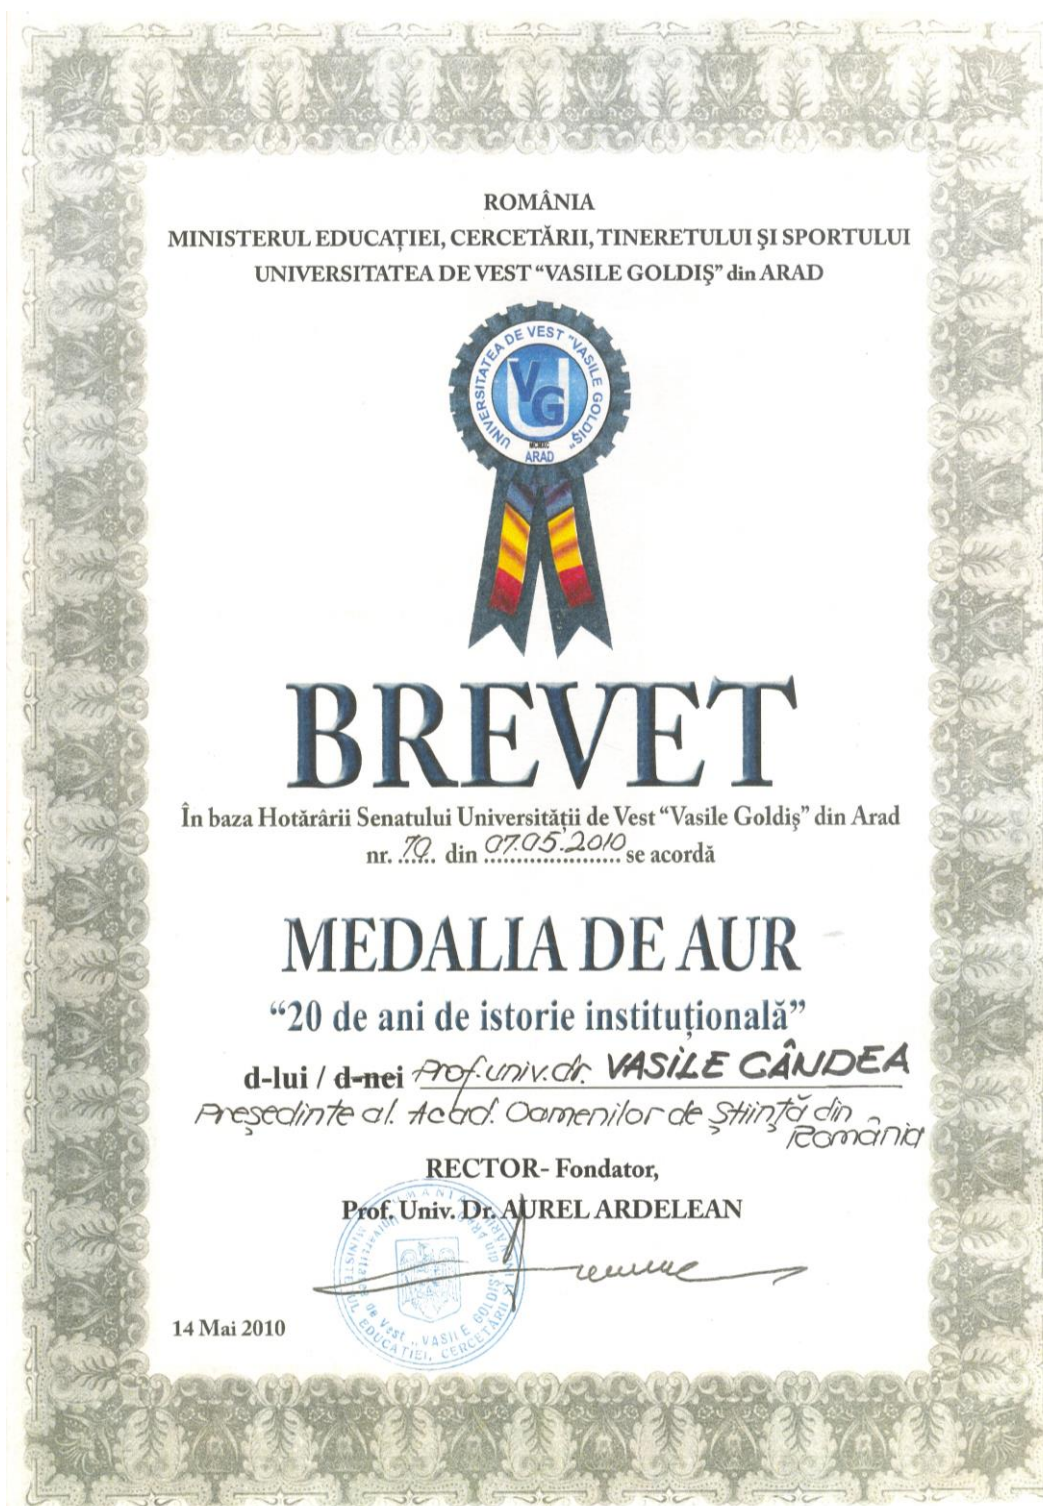 ROMÂNIA
MINISTERUL EDUCAȚIEI, CERCETĂRII, TINERETULUI ŞI SPORTULUI
UNIVERSITATEA DE VEST “VASILE GOLDIŞ” din ARAD
UNIVERSITATEA DE VEST "VASILE GOLDIŞ"
VG
MCMXC
ARAD
BREVET
În baza Hotărârii Senatului Universităţii de Vest “Vasile Goldiş” din Arad
nr. 70 din 07.05.2010 se acordă
MEDALIA DE AUR
“20 de ani de istorie instituțională”
d-lui / d-nei Prof. univ. dr. VASILE CÂNDEA
Preşedinte al. Acad. Oamenilor de Ştiinţă din
România
RECTOR- Fondator,
Prof. Univ. Dr. AUREL ARDELEAN
14 Mai 2010